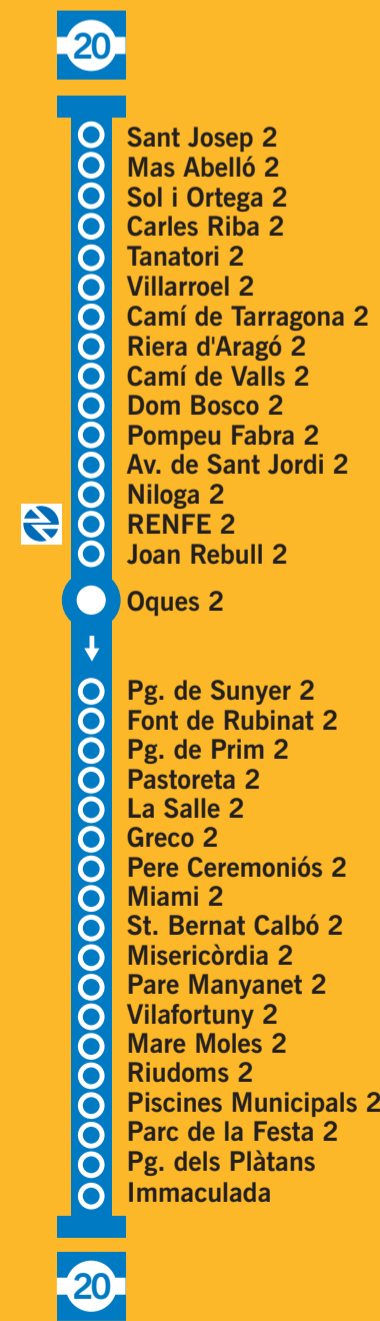 20
Sant Josep 2
Mas Abelló 2
Sol i Ortega 2
Carles Riba 2
Tanatori 2
Villarroel 2
Camí de Tarragona 2
Riera d'Aragó 2
Camí de Valls 2
Dom Bosco 2
Pompeu Fabra 2
Av. de Sant Jordi 2
Niloga 2
RENFE 2
Joan Rebull 2
Oques 2
Pg. de Sunyer 2
Font de Rubinat 2
Pg. de Prim 2
Pastoreta 2
La Salle 2
Greco 2
Pere Ceremoniós 2
Miami 2
St. Bernat Calbó 2
Misericòrdia 2
Pare Manyanet 2
Vilafortuny 2
Mare Moles 2
Riudoms 2
Piscines Municipals 2
Parc de la Festa 2
Pg. dels Plàtans
Immaculada
20